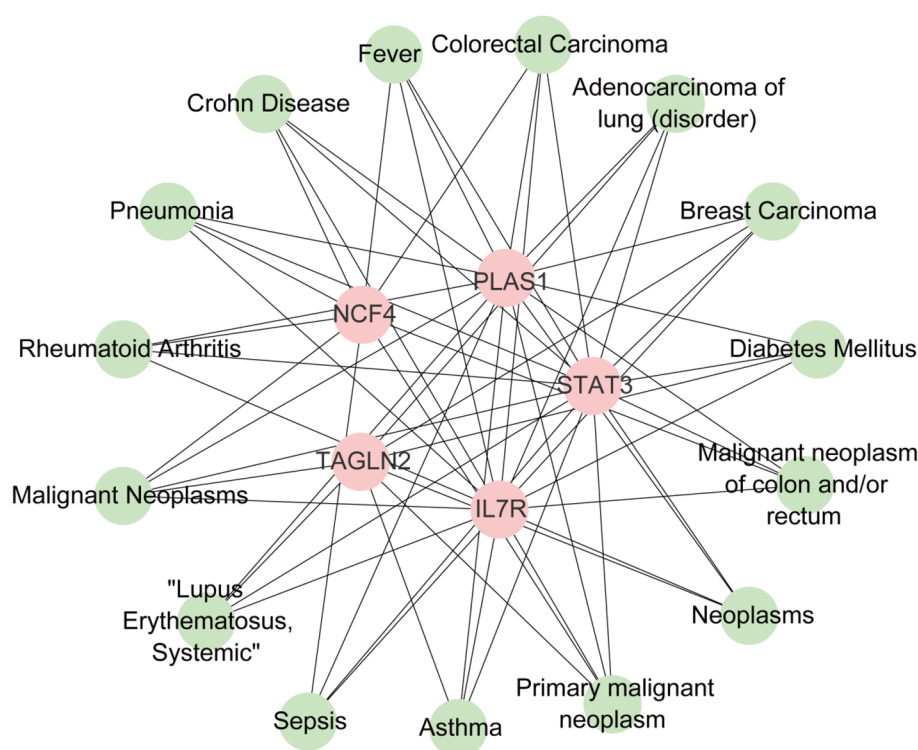 Fever
Colorectal Carcinoma
Crohn Disease
Adenocarcinoma of
lung (disorder)
Pneumonia
Breast Carcinoma
PLAS1
NCF4
Rheumatoid Arthritis
Diabetes Mellitus
STAT3
TAGLN2
Malignant neoplasm
of colon and/or
rectum
Malignant Neoplasms
IL7R
"Lupus
Erythematosus,
Systemic"
Neoplasms
Sepsis
Asthma
Primary malignant
neoplasm